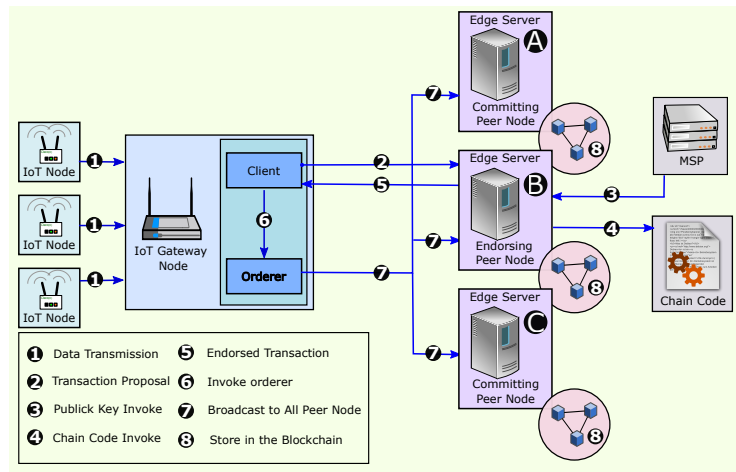 Edge Server
A
Committing
Peer Node
7
8
IoT Node
1
IoT Node
1
IoT Node
1
IoT Gateway
Node
Client
6
Orderer
2
5
7
Edge Server
B
Endorsing
Peer Node
7
8
3
MSP
4
Chain Code
Edge Server
C
Committing
Peer Node
7
8
1 Data Transmission
2 Transaction Proposal
3 Publick Key Invoke
4 Chain Code Invoke
5 Endorsed Transaction
6 Invoke orderer
7 Broadcast to All Peer Node
8 Store in the Blockchain